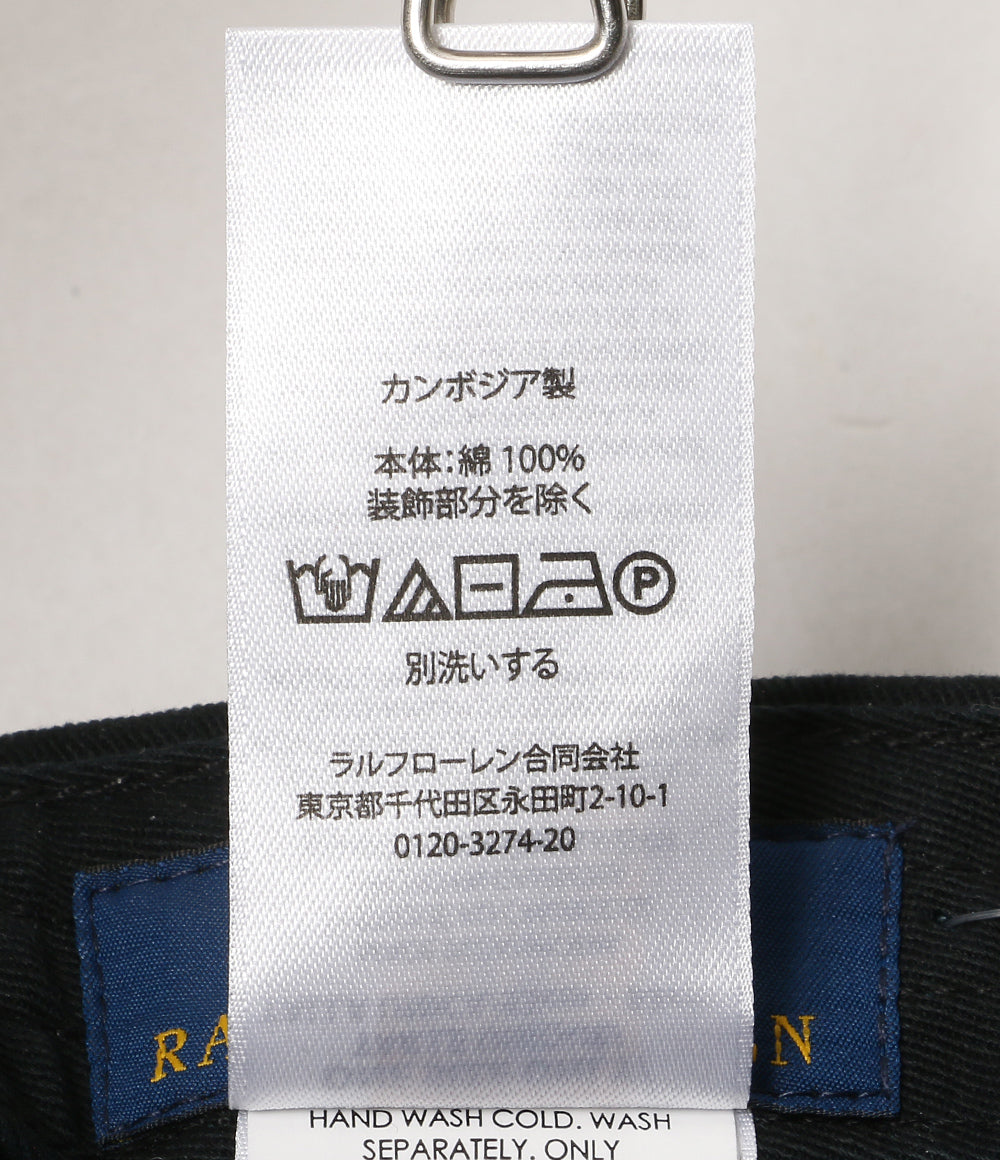 カンボジア製
本体：綿 100%
装飾部分を除く
P
別洗いする
ラルフローレン合同会社
東京都千代田区永田町2-10-1
0120-3274-20
HAND WASH COLD. WASH
SEPARATELY. ONLY